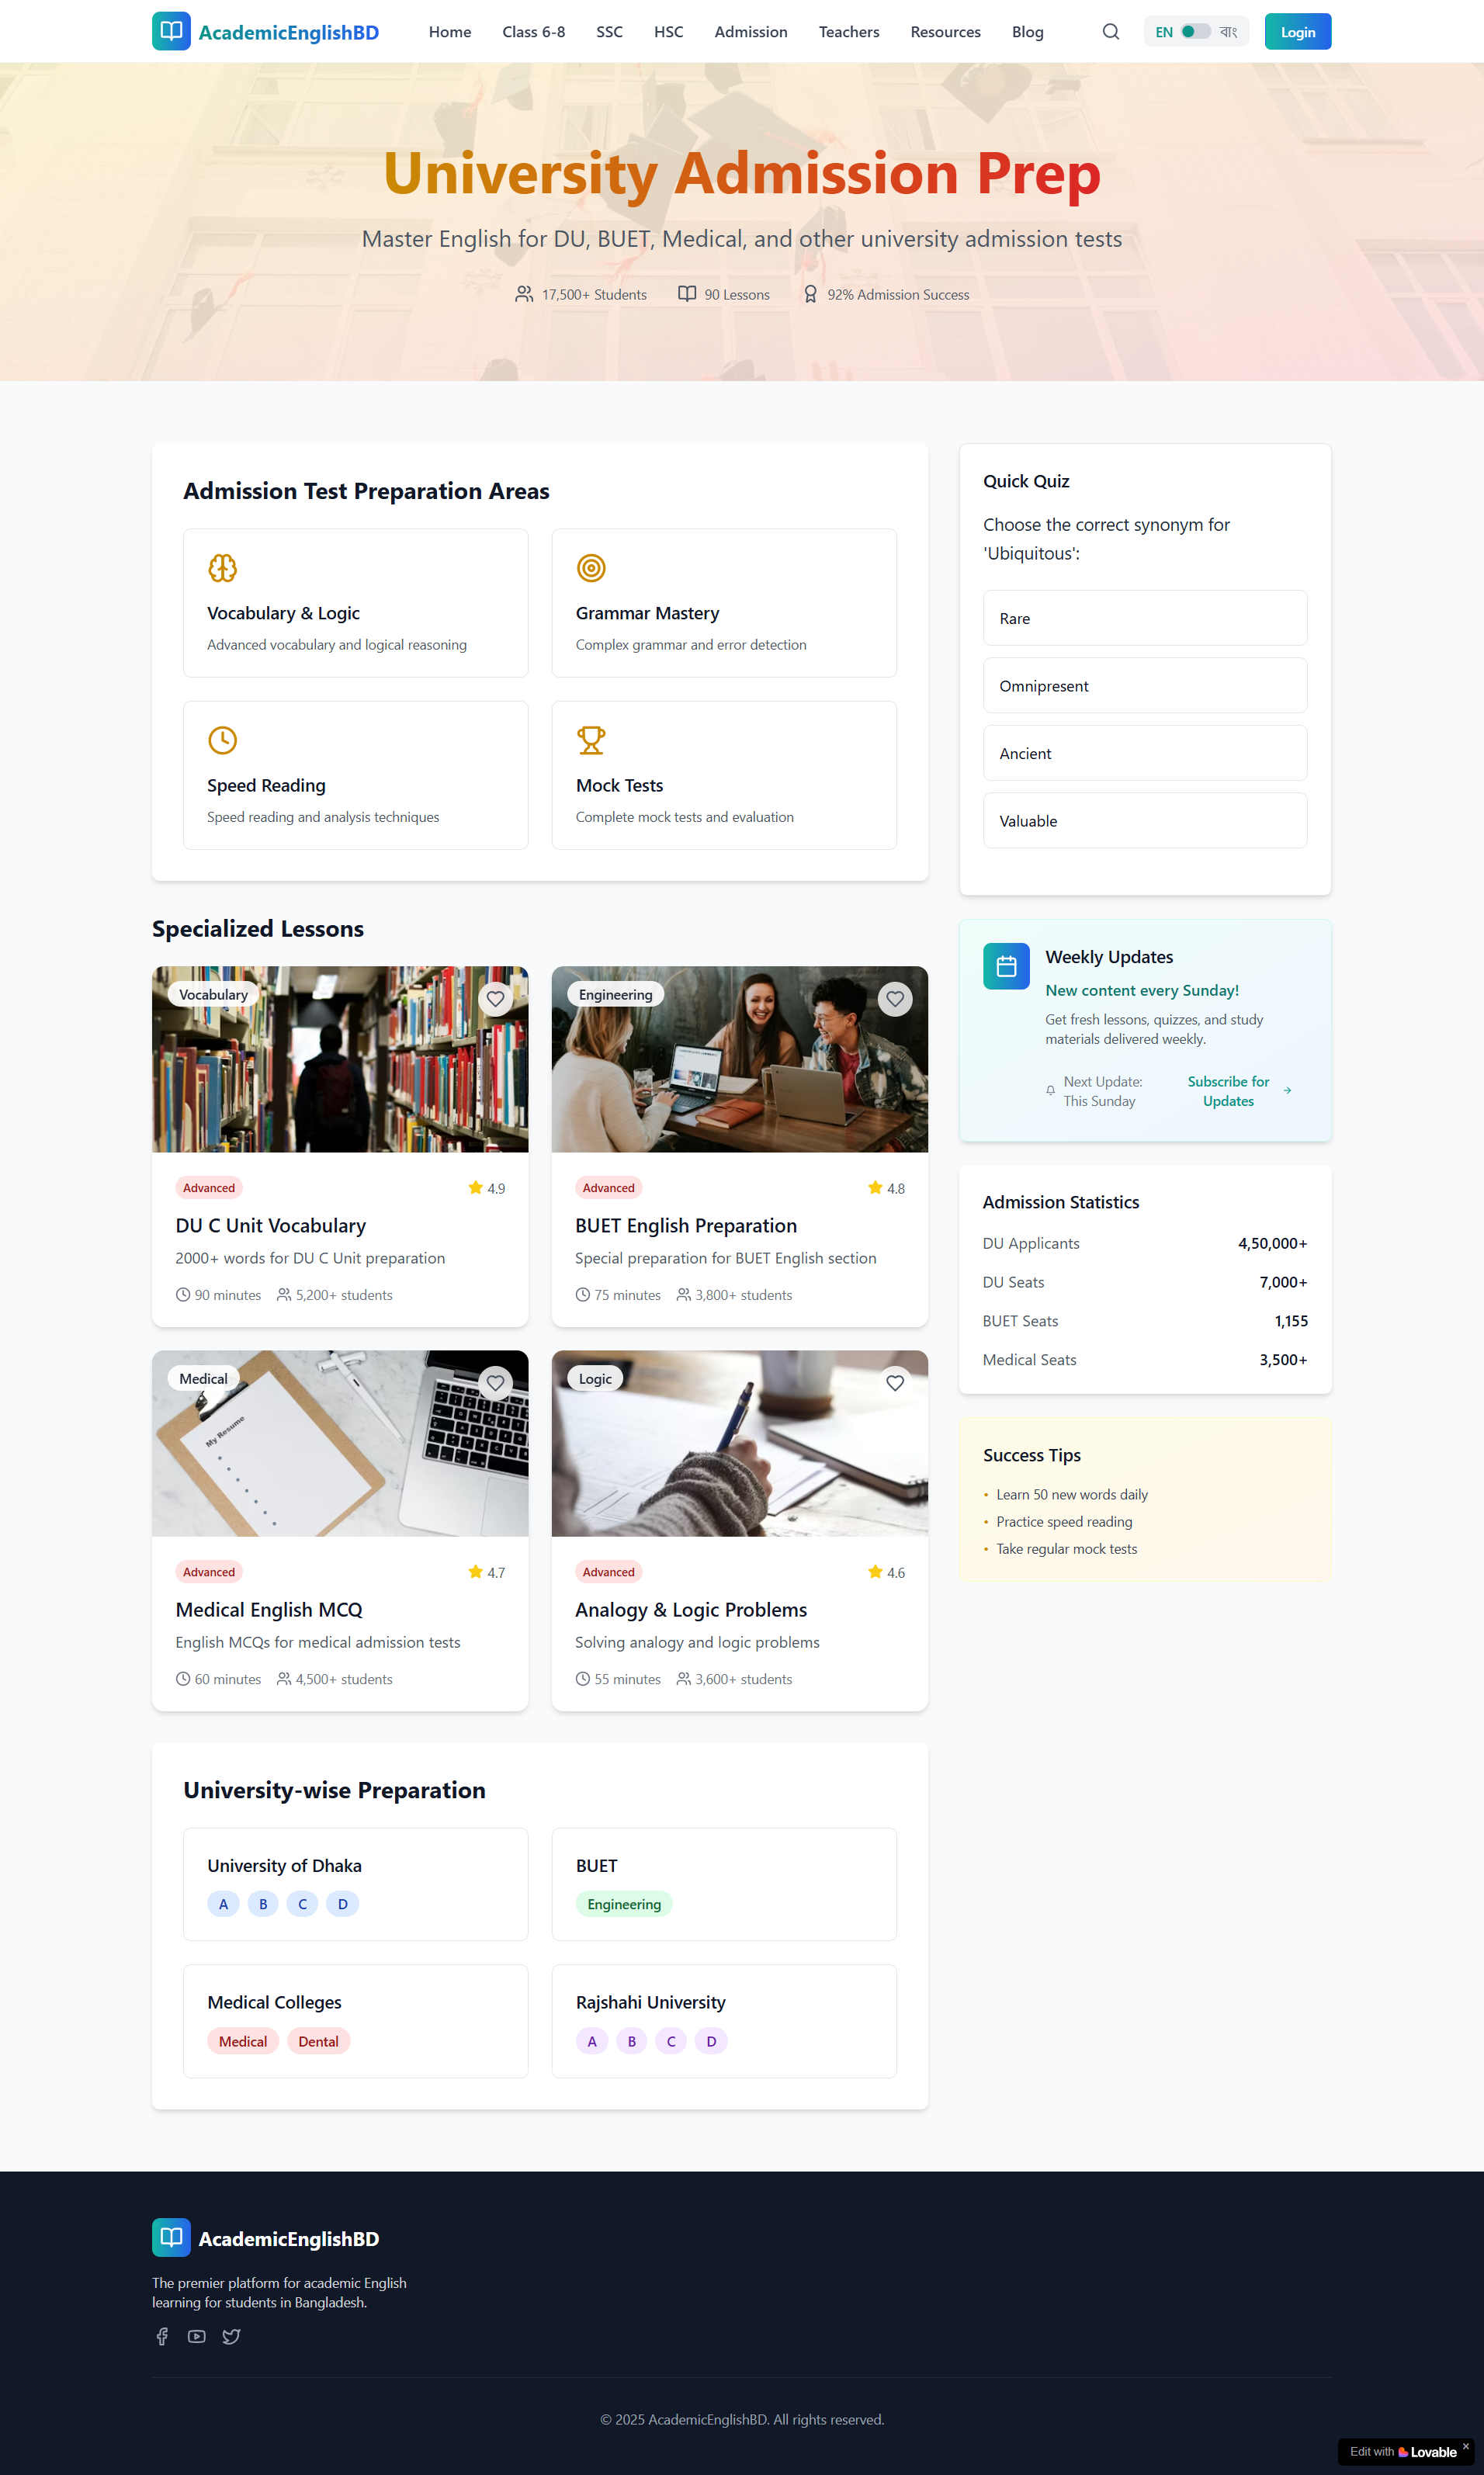 AcademicEnglishBD
Home Class 6-8 SSC HSC Admission Teachers Resources Blog
EN বাং
Login
University Admission Prep
Master English for DU, BUET, Medical, and other university admission tests
17,500+ Students 90 Lessons 92% Admission Success
Admission Test Preparation Areas
Vocabulary & Logic
Advanced vocabulary and logical reasoning
Grammar Mastery
Complex grammar and error detection
Speed Reading
Speed reading and analysis techniques
Mock Tests
Complete mock tests and evaluation
Specialized Lessons
Vocabulary
Advanced 4.9
DU C Unit Vocabulary
2000+ words for DU C Unit preparation
90 minutes 5,200+ students
Engineering
Advanced 4.8
BUET English Preparation
Special preparation for BUET English section
75 minutes 3,800+ students
Medical
My Resume
Advanced 4.7
Medical English MCQ
English MCQs for medical admission tests
60 minutes 4,500+ students
Logic
Advanced 4.6
Analogy & Logic Problems
Solving analogy and logic problems
55 minutes 3,600+ students
University-wise Preparation
University of Dhaka
A B C D
BUET
Engineering
Medical Colleges
Medical Dental
Rajshahi University
A B C D
Quick Quiz
Choose the correct synonym for
'Ubiquitous':
Rare
Omnipresent
Ancient
Valuable
Weekly Updates
New content every Sunday!
Get fresh lessons, quizzes, and study
materials delivered weekly.
Next Update:
This Sunday
Subscribe for
Updates
Admission Statistics
DU Applicants 4,50,000+
DU Seats 7,000+
BUET Seats 1,155
Medical Seats 3,500+
Success Tips
• Learn 50 new words daily
• Practice speed reading
• Take regular mock tests
AcademicEnglishBD
The premier platform for academic English
learning for students in Bangladesh.
© 2025 AcademicEnglishBD. All rights reserved.
Edit with Lovable ×